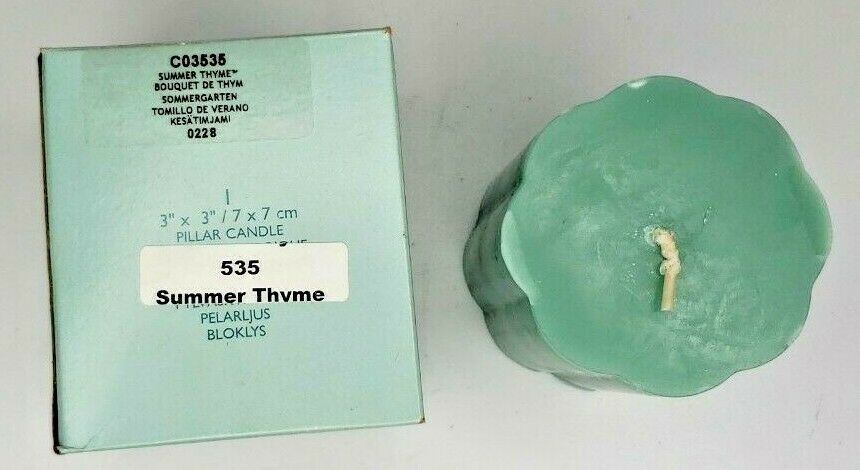 C03535
SUMMER THYME™
BOUQUET DE THYM
SOMMERGARTEN
TOMILLO DE VERANO
KESÄTIMJAMI
0228
1
3" x 3" / 7 x 7 cm
PILLAR CANDLE
535
Summer Thyme
PELARLJUS
BLOKLYS